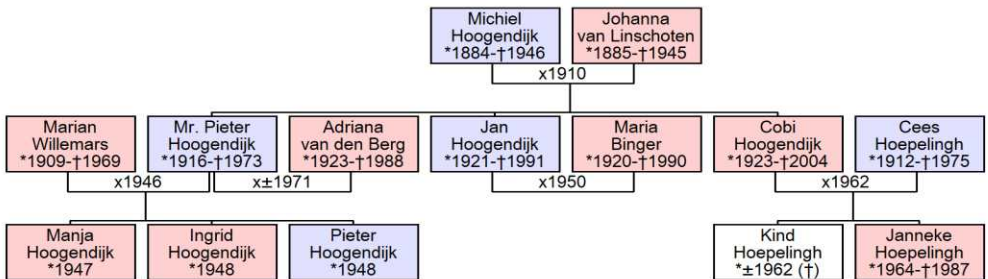 Michiel
Hoogendijk
*1884-†1946
Johanna
van Linschoten
*1885-†1945
x1910
Marian
Willemars
*1909-†1969
Mr. Pieter
Hoogendijk
*1916-†1973
Adriana
van den Berg
*1923-†1988
Jan
Hoogendijk
*1921-†1991
Maria
Binger
*1920-†1990
Cobi
Hoogendijk
*1923-†2004
Cees
Hoepelingh
*1912-†1975
x1946
x±1971
x1950
x1962
Manja
Hoogendijk
*1947
Ingrid
Hoogendijk
*1948
Pieter
Hoogendijk
*1948
Kind
Hoepelingh
*±1962 (†)
Janneke
Hoepelingh
*1964-†1987